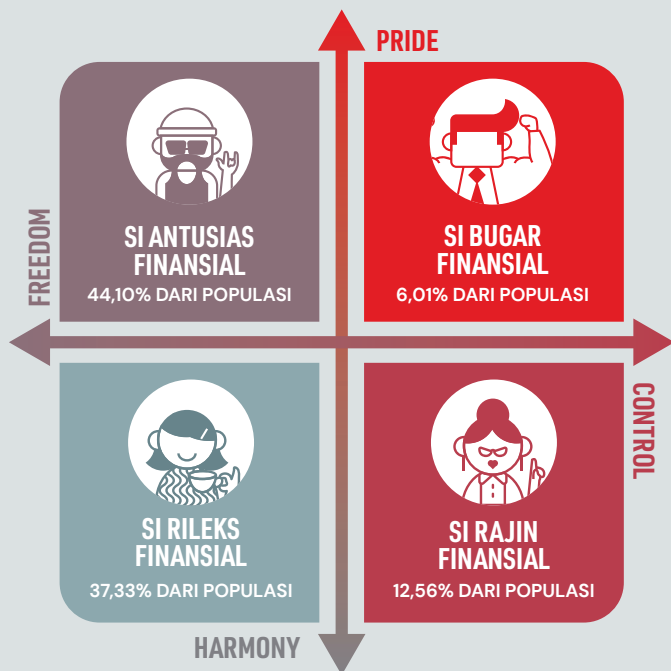 PRIDE
SI ANTUSIAS
FINANSIAL
44,10% DARI POPULASI
SI BUGAR
FINANSIAL
6,01% DARI POPULASI
FREEDOM
CONTROL
SI RILEKS
FINANSIAL
37,33% DARI POPULASI
SI RAJIN
FINANSIAL
12,56% DARI POPULASI
HARMONY